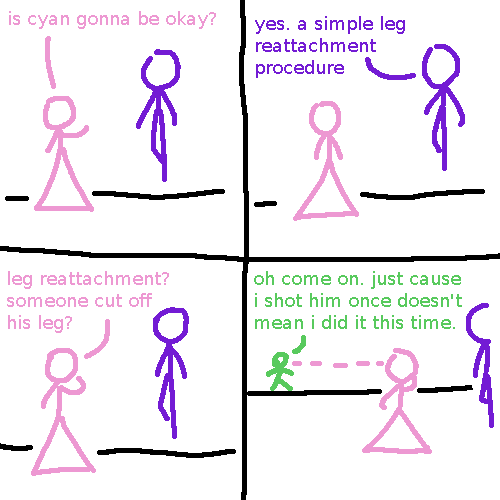 is cyan gonna be okay?
yes. a simple leg
reattachment
procedure
leg reattachment?
someone cut off
his leg?
oh come on. just cause
i shot him once doesn't
mean i did it this time.